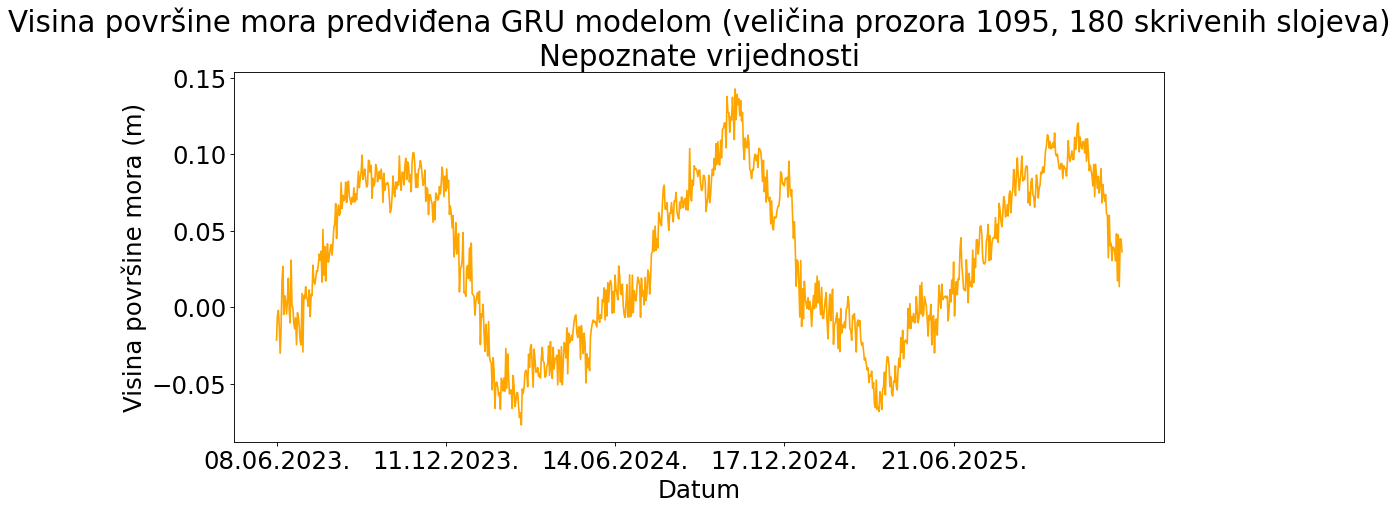 Visina površine mora predviđena GRU modelom (veličina prozora 1095, 180 skrivenih slojeva)
Nepoznate vrijednosti
0.15
0.10
0.05
0.00
−0.05
Visina površine mora (m)
08.06.2023. 11.12.2023. 14.06.2024. 17.12.2024. 21.06.2025.
Datum